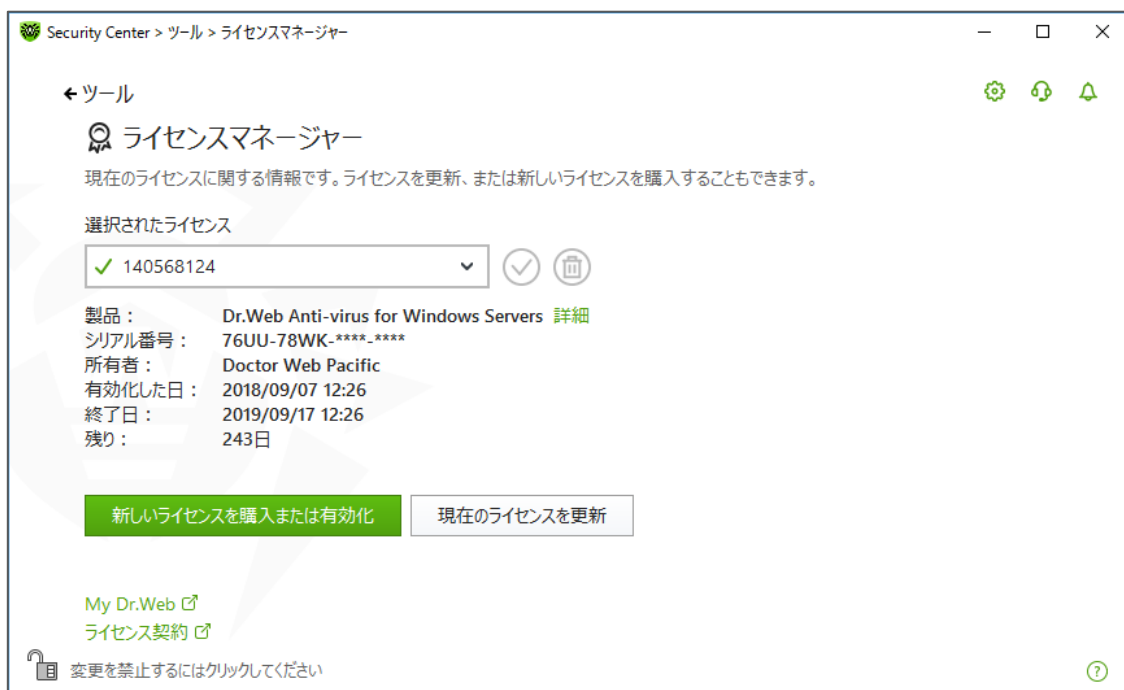 Security Center > ツール > ライセンスマネージャー
ツール
ライセンスマネージャー
現在のライセンスに関する情報です。ライセンスを更新、または新しいライセンスを購入することもできます。
選択されたライセンス
140568124
製品： Dr.Web Anti-virus for Windows Servers 詳細
シリアル番号： 76UU-78WK-****-****
所有者： Doctor Web Pacific
有効化した日： 2018/09/07 12:26
終了日： 2019/09/17 12:26
残り： 243日
新しいライセンスを購入または有効化 現在のライセンスを更新
My Dr.Web
ライセンス契約
変更を禁止するにはクリックしてください